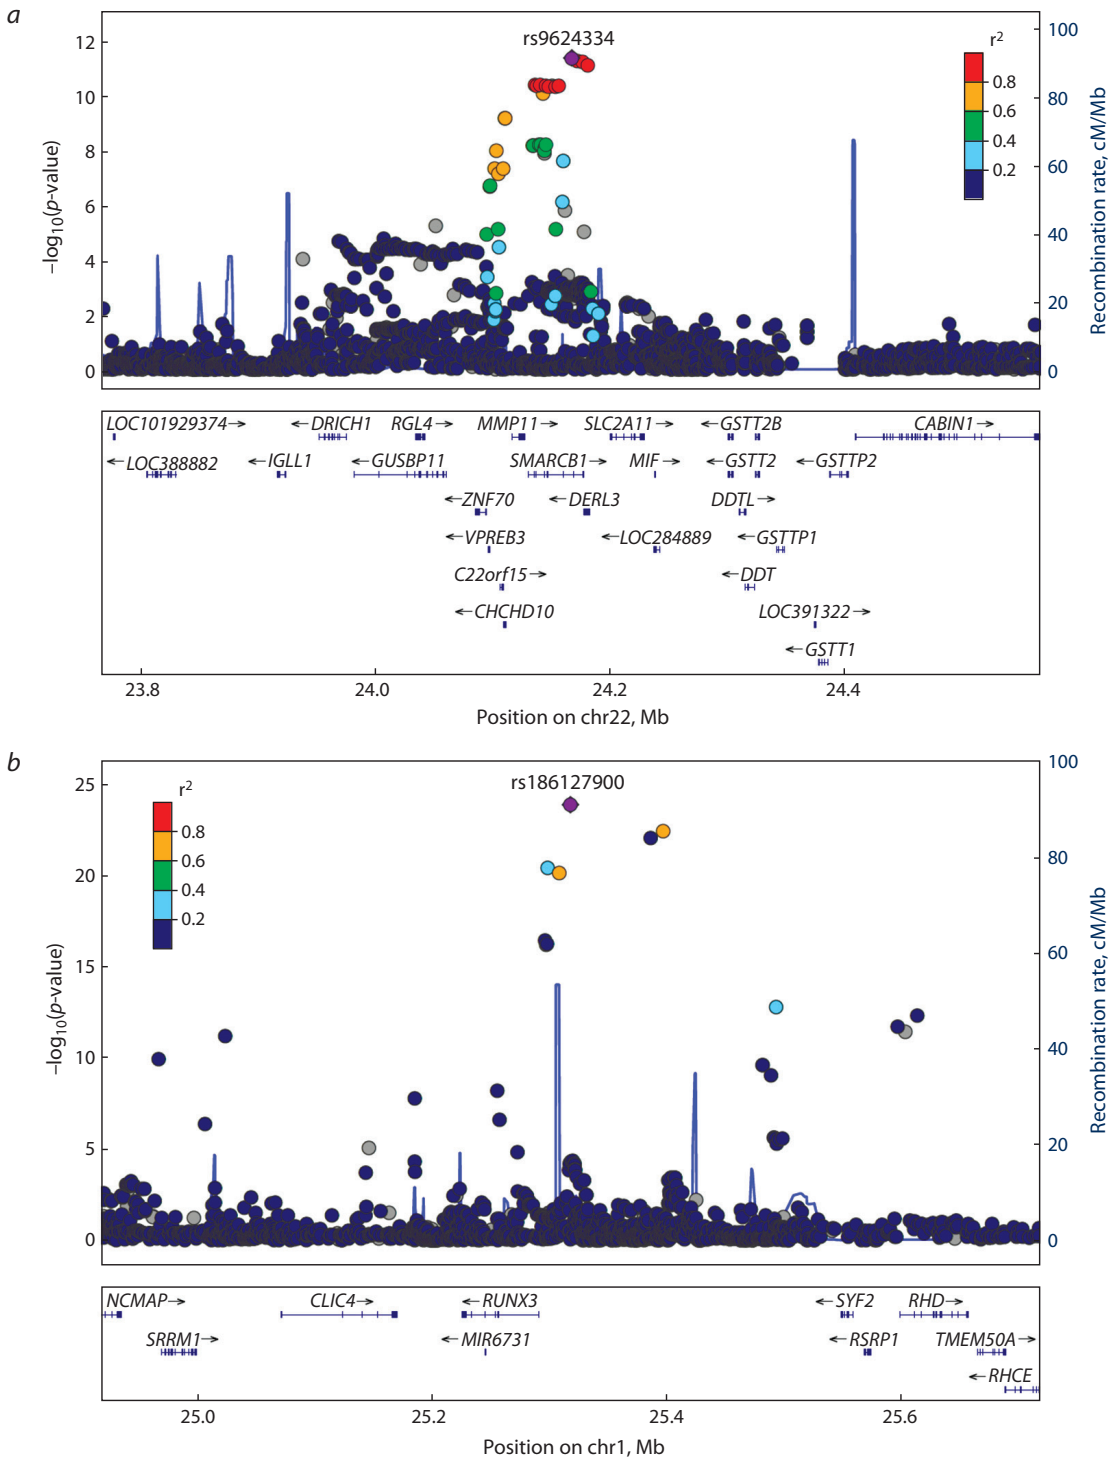 a
rs9624334
12
10
8
6
4
2
0
−log10(p-value)
r2
0.8
0.6
0.4
0.2
100
80
60
40
20
0
Recombination rate, cM/Mb
LOC101929374→ ←DRICH1 RGL4→ MMP11→ SLC2A11→ ←GSTT2B CABIN1→
←LOC388882 ←IGLL1 ←GUSBP11 SMARCB1→ MIF→ ←GSTT2 ←GSTTP2
←ZNF70 ←DERL3 DDTL→
←VPREB3 ←LOC284889 ←GSTTP1
C22orf15→ ←DDT
←CHCHD10 LOC391322→
←GSTT1
23.8 24.0 24.2 24.4
Position on chr22, Mb
b
rs186127900
25
20
15
10
5
0
−log10(p-value)
r2
0.8
0.6
0.4
0.2
100
80
60
40
20
0
Recombination rate, cM/Mb
NCMAP→ CLIC4→ ←RUNX3 ←SYF2 RHD→
SRRM1→ ←MIR6731 ←RSRP1 TMEM50A→
←RHCE
25.0 25.2 25.4 25.6
Position on chr1, Mb